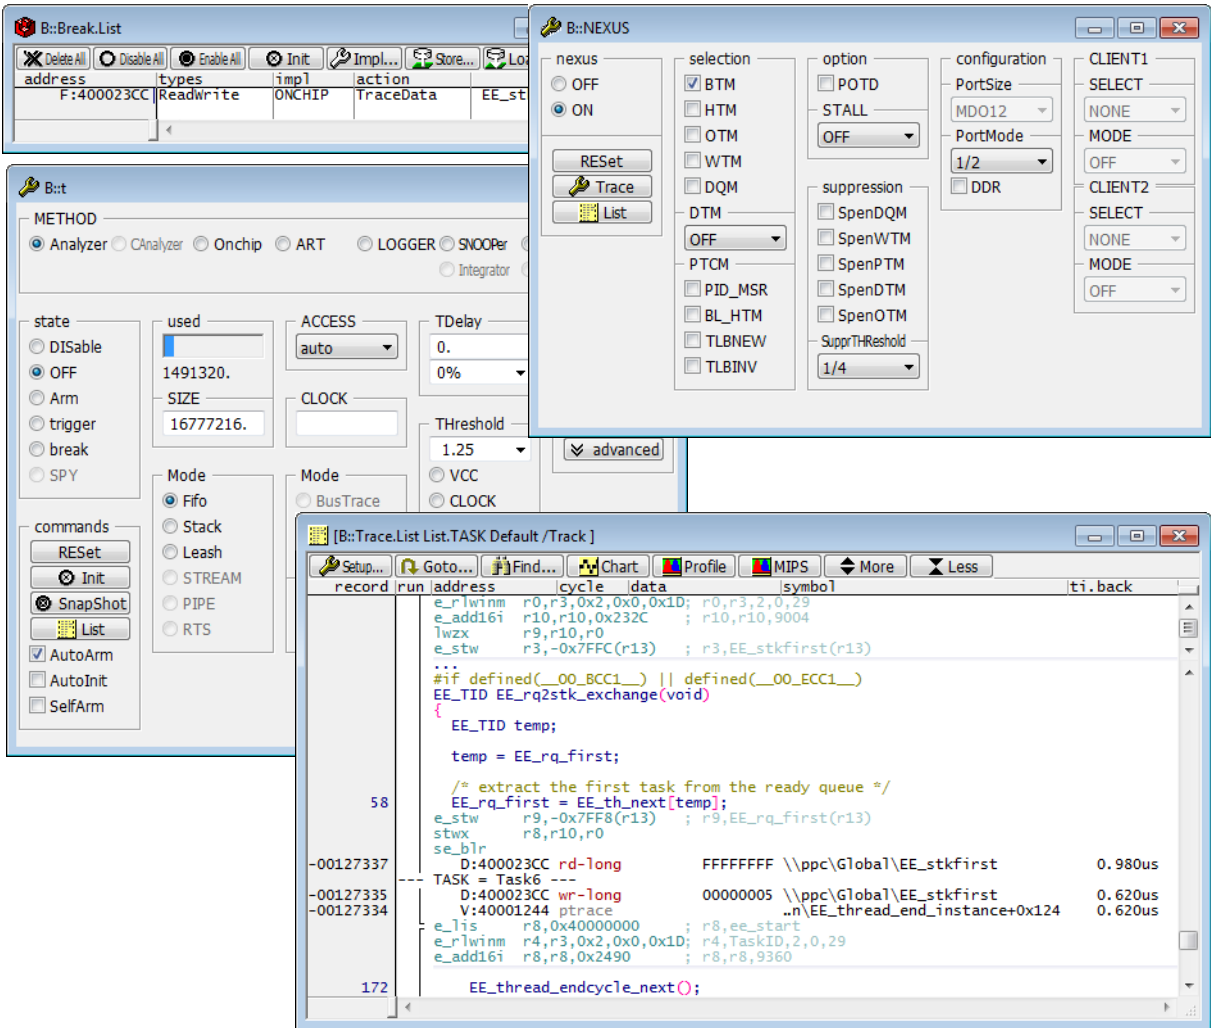 B::Break.List
Delete All Disable All Enable All Init Impl... Store...
address types impl action
F:400023CC ReadWrite ONCHIP TraceData EE_st
B::NEXUS
nexus
OFF
ON
RESet
Trace
List
selection
BTM
HTM
OTM
WTM
DQM
DTM
OFF
PTCM
PID_MSR
BL_HTM
TLBNEW
TLBINV
option
POTD
STALL
OFF
suppression
SpenDQM
SpenWTM
SpenPTM
SpenDTM
SpenOTM
SupprTHReshold
1/4
configuration
PortSize
MDO12
PortMode
1/2
DDR
CLIENT1
SELECT
NONE
MODE
OFF
CLIENT2
SELECT
NONE
MODE
OFF
B::t
METHOD
Analyzer CAnalyzer Onchip ART LOGGER SNOOPer
Integrator
state
DISable
OFF
Arm
trigger
break
SPY
commands
RESet
Init
SnapShot
List
AutoArm
AutoInit
SelfArm
used
1491320.
SIZE
16777216.
Mode
Fifo
Stack
Leash
STREAM
PIPE
RTS
ACCESS
auto
CLOCK
Mode
BusTrace
TDelay
0.
0%
THreshold
1.25
VCC
CLOCK
advanced
[B::Trace.List List.TASK Default /Track ]
Setup... Goto... Find... Chart Profile MIPS More Less
record run address cycle data symbol ti.back
e_rlwinm r0,r3,0x2,0x0,0x1D; r0,r3,2,0,29
e_add16i r10,r10,0x232C ; r10,r10,9004
lwzx r9,r10,r0
e_stw r3,-0x7FFC(r13) ; r3,EE_stkfirst(r13)
...
#if defined(__OO_BCC1__) || defined(__OO_ECC1__)
EE_TID EE_rq2stk_exchange(void)
{
EE_TID temp;
temp = EE_rq_first;
/* extract the first task from the ready queue */
58 EE_rq_first = EE_th_next[temp];
e_stw r9,-0x7FF8(r13) ; r9,EE_rq_first(r13)
stwx r8,r10,r0
se_blr
-00127337 D:400023CC rd-long FFFFFFFF \\ppc\Global\EE_stkfirst 0.980us
--- TASK = Task6 ---
-00127335 D:400023CC wr-long 00000005 \\ppc\Global\EE_stkfirst 0.620us
-00127334 V:40001244 ptrace ..n\EE_thread_end_instance+0x124 0.620us
e_lis r8,0x40000000 ; r8,ee_start
e_rlwinm r4,r3,0x2,0x0,0x1D; r4,TaskID,2,0,29
e_add16i r8,r8,0x2490 ; r8,r8,9360
172 EE_thread_endcycle_next();